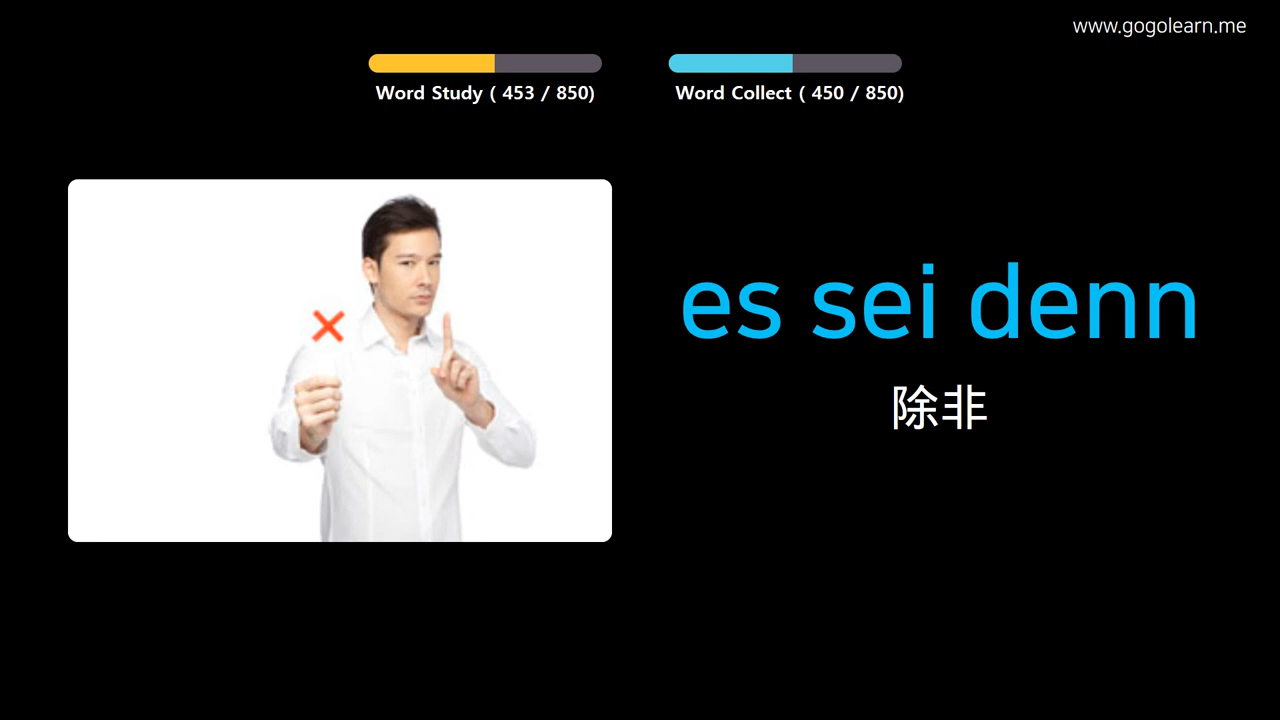 www.gogolearn.me
Word Study ( 453 / 850)
Word Collect ( 450 / 850)
es sei denn
除非